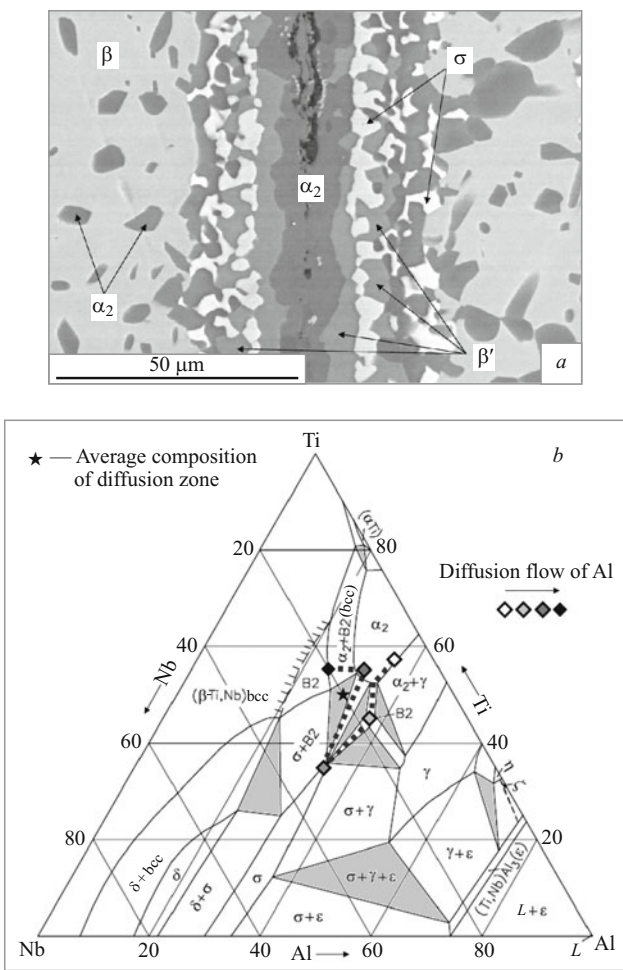 β
σ
α₂
α₂
β′
50 μm
a
Ti
b
★ — Average composition
of diffusion zone
(αTi)
20
80
Diffusion flow of Al
α₂+B2(bcc)
α₂
40
60
Nb
B2
α₂+γ
Ti
(β-Ti,Nb)bcc
B2
σ+B2
60
40
γ
η
ζ
σ+γ
80
20
δ+bcc
δ
δ+σ
σ
σ+γ+ε
γ+ε
(Ti,Nb)Al₃(ε)
σ+ε
L+ε
Nb
20
40
60
80
L
Al
Al